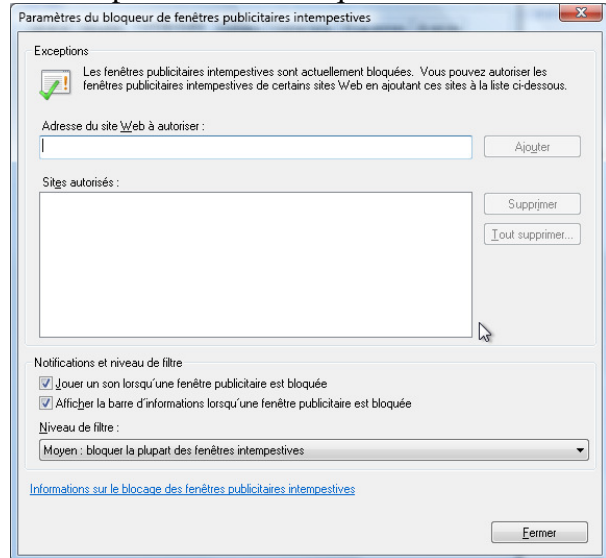 Paramètres du bloqueur de fenêtres publicitaires intempestives
Exceptions
Les fenêtres publicitaires intempestives sont actuellement bloquées. Vous pouvez autoriser les
fenêtres publicitaires intempestives de certains sites Web en ajoutant ces sites à la liste ci-dessous.
Adresse du site Web à autoriser :
Ajouter
Sites autorisés :
Supprimer
Tout supprimer...
Notifications et niveau de filtre
Jouer un son lorsqu'une fenêtre publicitaire est bloquée
Afficher la barre d'informations lorsqu'une fenêtre publicitaire est bloquée
Niveau de filtre :
Moyen : bloquer la plupart des fenêtres intempestives
Informations sur le blocage des fenêtres publicitaires intempestives
Fermer